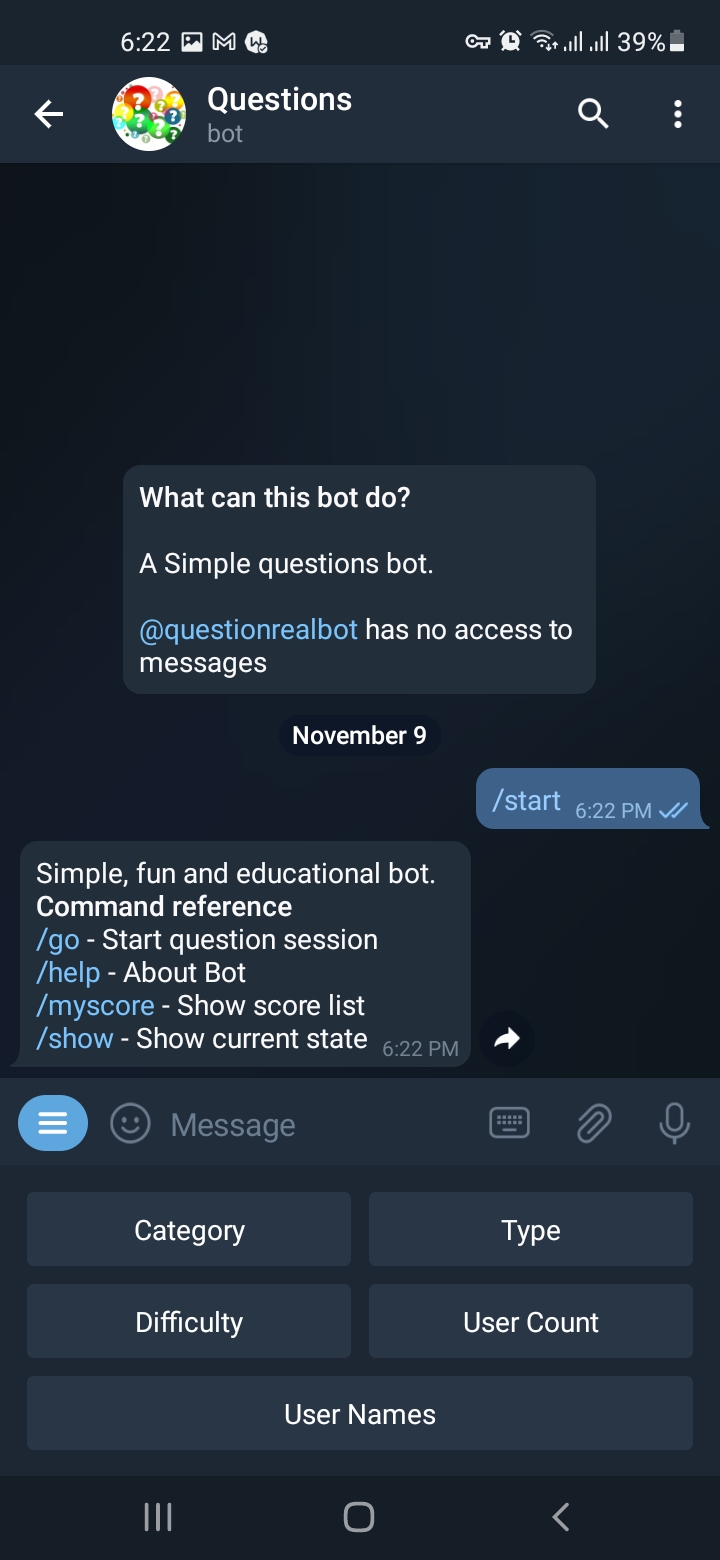 6:22
39%
Questions
bot
What can this bot do?
A Simple questions bot.
@questionrealbot has no access to
messages
November 9
/start 6:22 PM
Simple, fun and educational bot.
Command reference
/go - Start question session
/help - About Bot
/myscore - Show score list
/show - Show current state 6:22 PM
Message
Category
Type
Difficulty
User Count
User Names